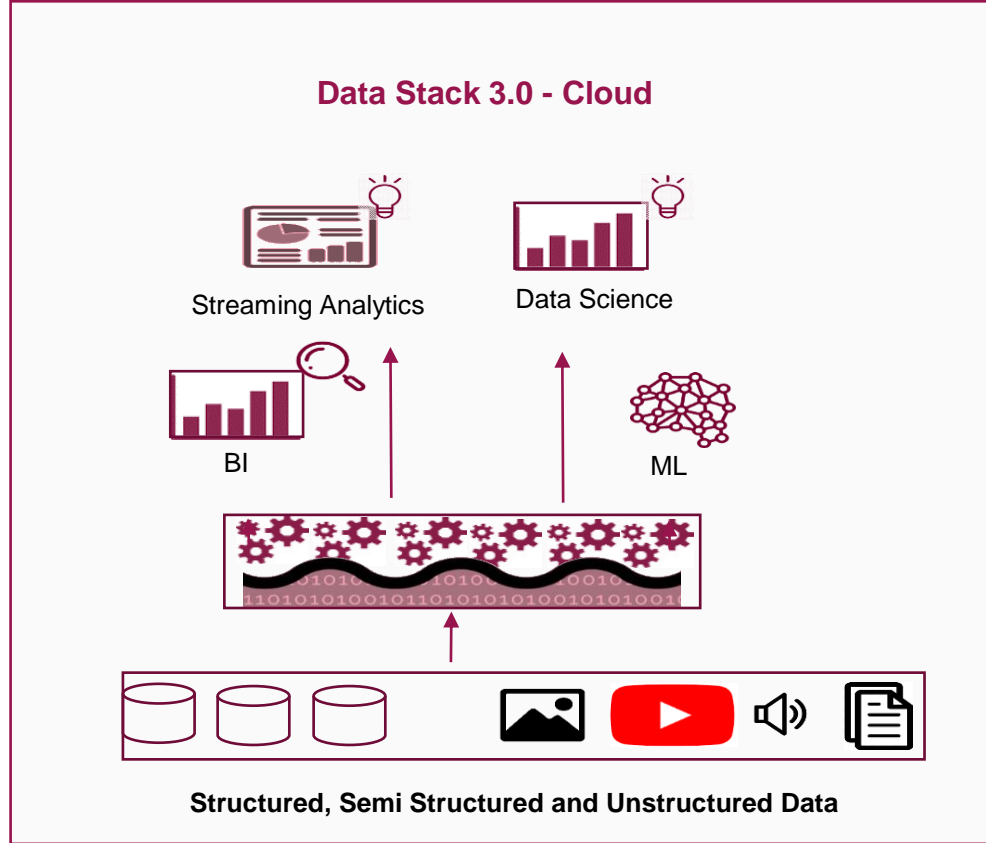 Data Stack 3.0 - Cloud
Streaming Analytics
Data Science
BI
ML
Structured, Semi Structured and Unstructured Data